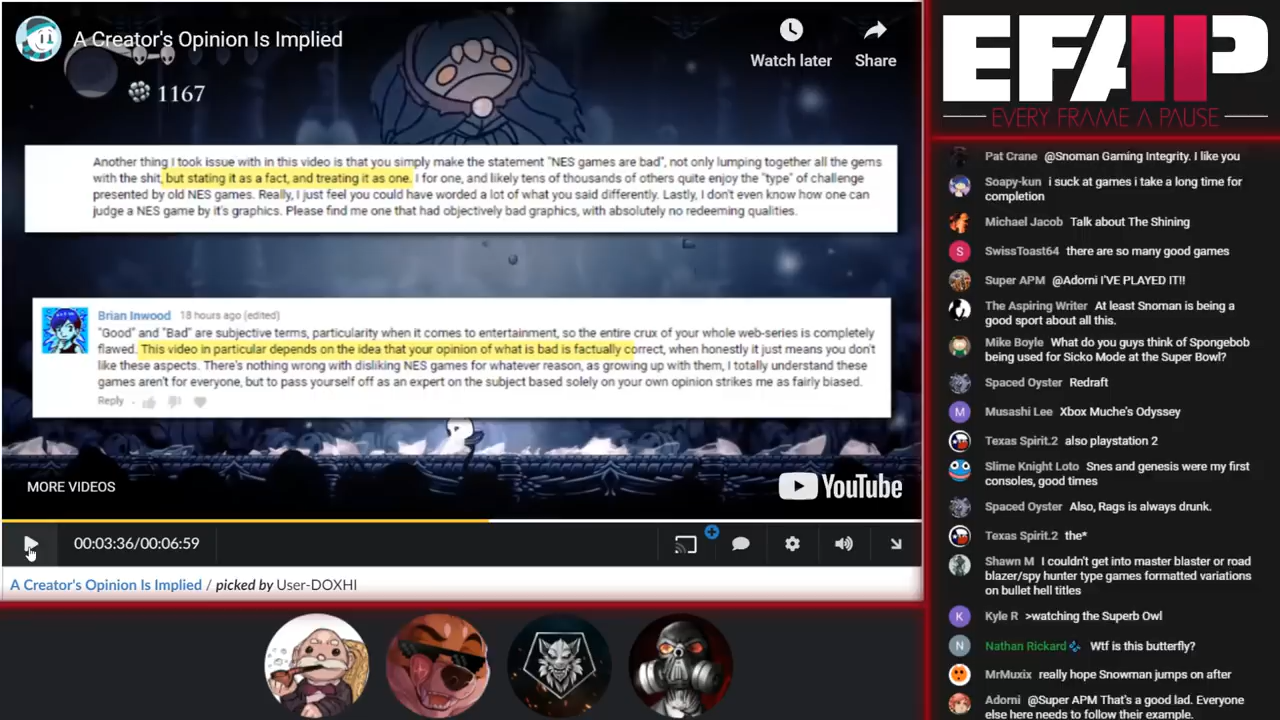 A Creator's Opinion Is Implied
Watch later
Share
1167
Another thing I took issue with in this video is that you simply make the statement "NES games are bad", not only lumping together all the gems
with the shit, but stating it as a fact, and treating it as one. I for one, and likely tens of thousands of others quite enjoy the "type" of challenge
presented by old NES games. Really, I just feel you could have worded a lot of what you said differently. Lastly, I don't even know how one can
judge a NES game by it's graphics. Please find me one that had objectively bad graphics, with absolutely no redeeming qualities.
Brian Inwood 18 hours ago (edited)
"Good" and "Bad" are subjective terms, particularity when it comes to entertainment, so the entire crux of your whole web-series is completely
flawed. This video in particular depends on the idea that your opinion of what is bad is factually correct, when honestly it just means you don't
like these aspects. There's nothing wrong with disliking NES games for whatever reason, as growing up with them, I totally understand these
games aren't for everyone, but to pass yourself off as an expert on the subject based solely on your own opinion strikes me as fairly biased.
Reply
MORE VIDEOS
YouTube
00:03:36/00:06:59
A Creator's Opinion Is Implied / picked by User-DOXHI
EFAP
EVERY FRAME A PAUSE
Pat Crane @Snoman Gaming Integrity. I like you
Soapy-kun i suck at games i take a long time for
completion
Michael Jacob Talk about The Shining
SwissToast64 there are so many good games
Super APM @Adorni I'VE PLAYED IT!!
The Aspiring Writer At least Snoman is being a
good sport about all this.
Mike Boyle What do you guys think of Spongebob
being used for Sicko Mode at the Super Bowl?
Spaced Oyster Redraft
Musashi Lee Xbox Muche's Odyssey
Texas Spirit.2 also playstation 2
Slime Knight Loto Snes and genesis were my first
consoles, good times
Spaced Oyster Also, Rags is always drunk.
Texas Spirit.2 the*
Shawn M I couldn't get into master blaster or road
blazer/spy hunter type games formatted variations
on bullet hell titles
Kyle R >watching the Superb Owl
Nathan Rickard Wtf is this butterfly?
MrMuxix really hope Snowman jumps on after
Adorni @Super APM That's a good lad. Everyone
else here needs to follow their example.